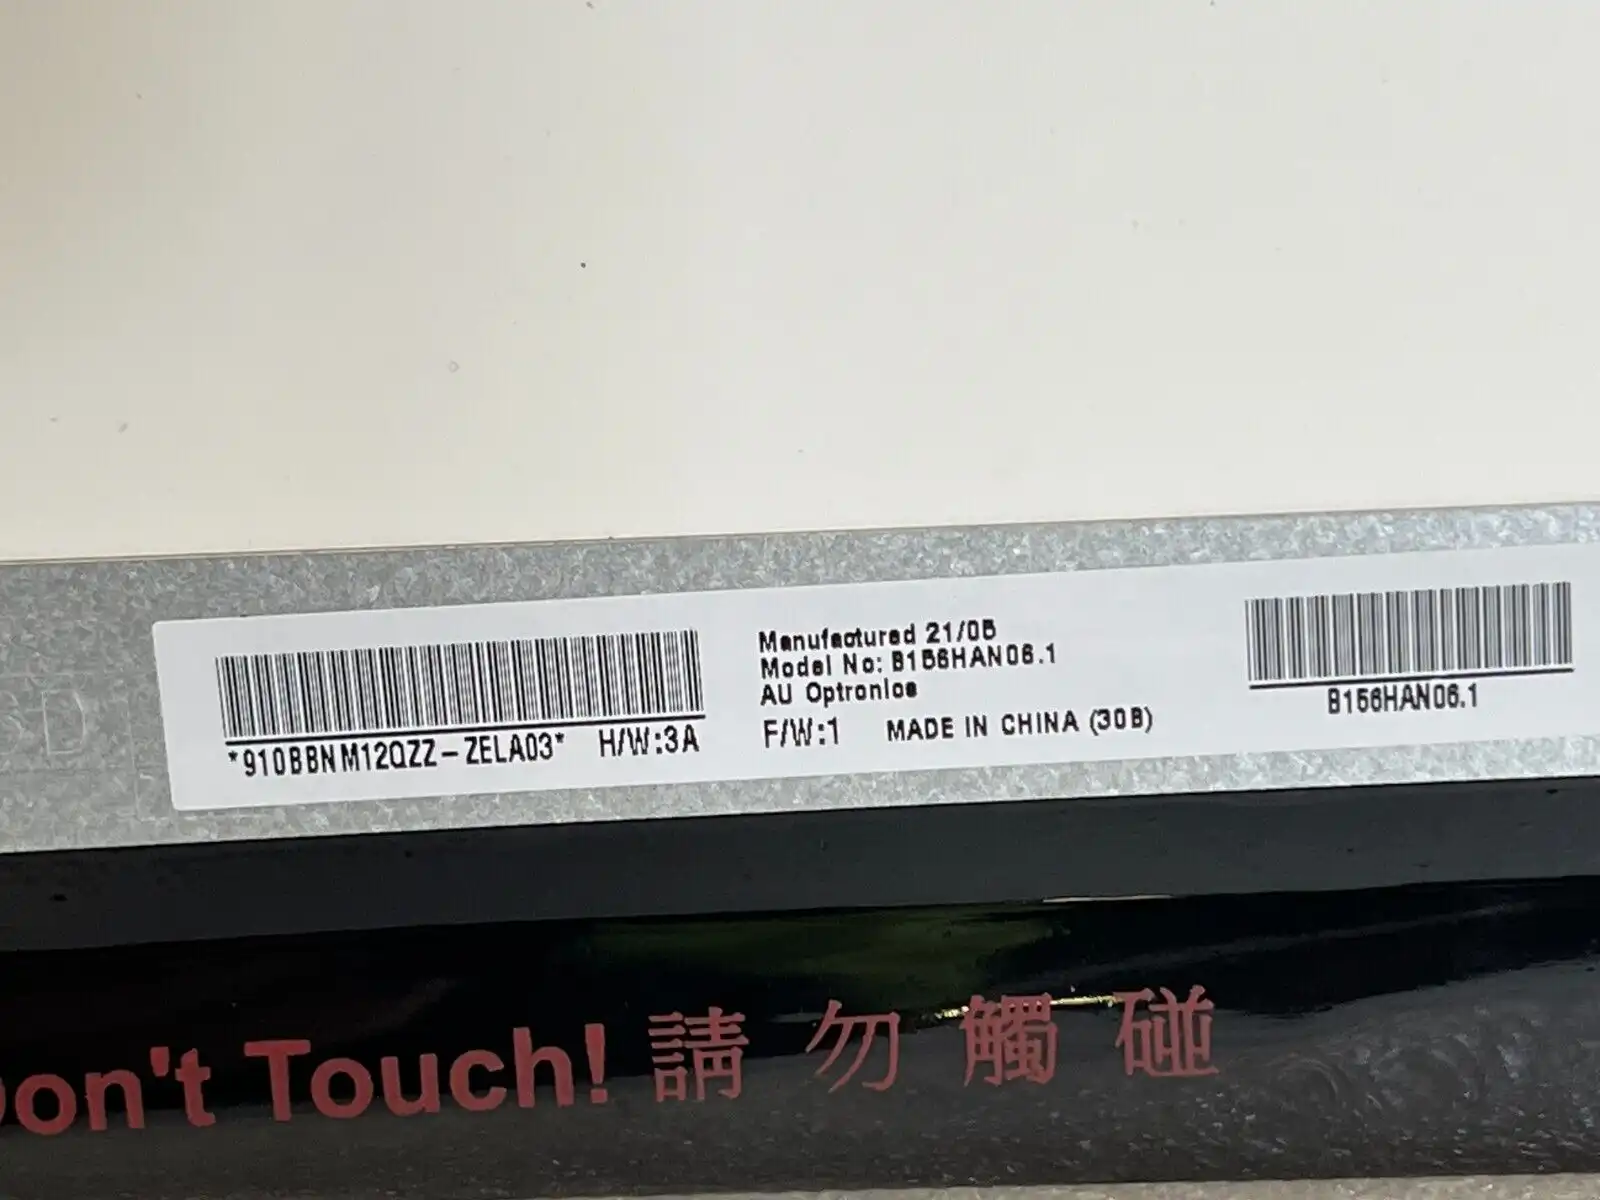 *910BBNM12QZZ-ZELA03* H/W:3A
Manufactured 21/05
Model No: B156HAN06.1
AU Optronics
F/W:1 MADE IN CHINA (30B)
B156HAN06.1
Don't Touch! 請勿觸碰